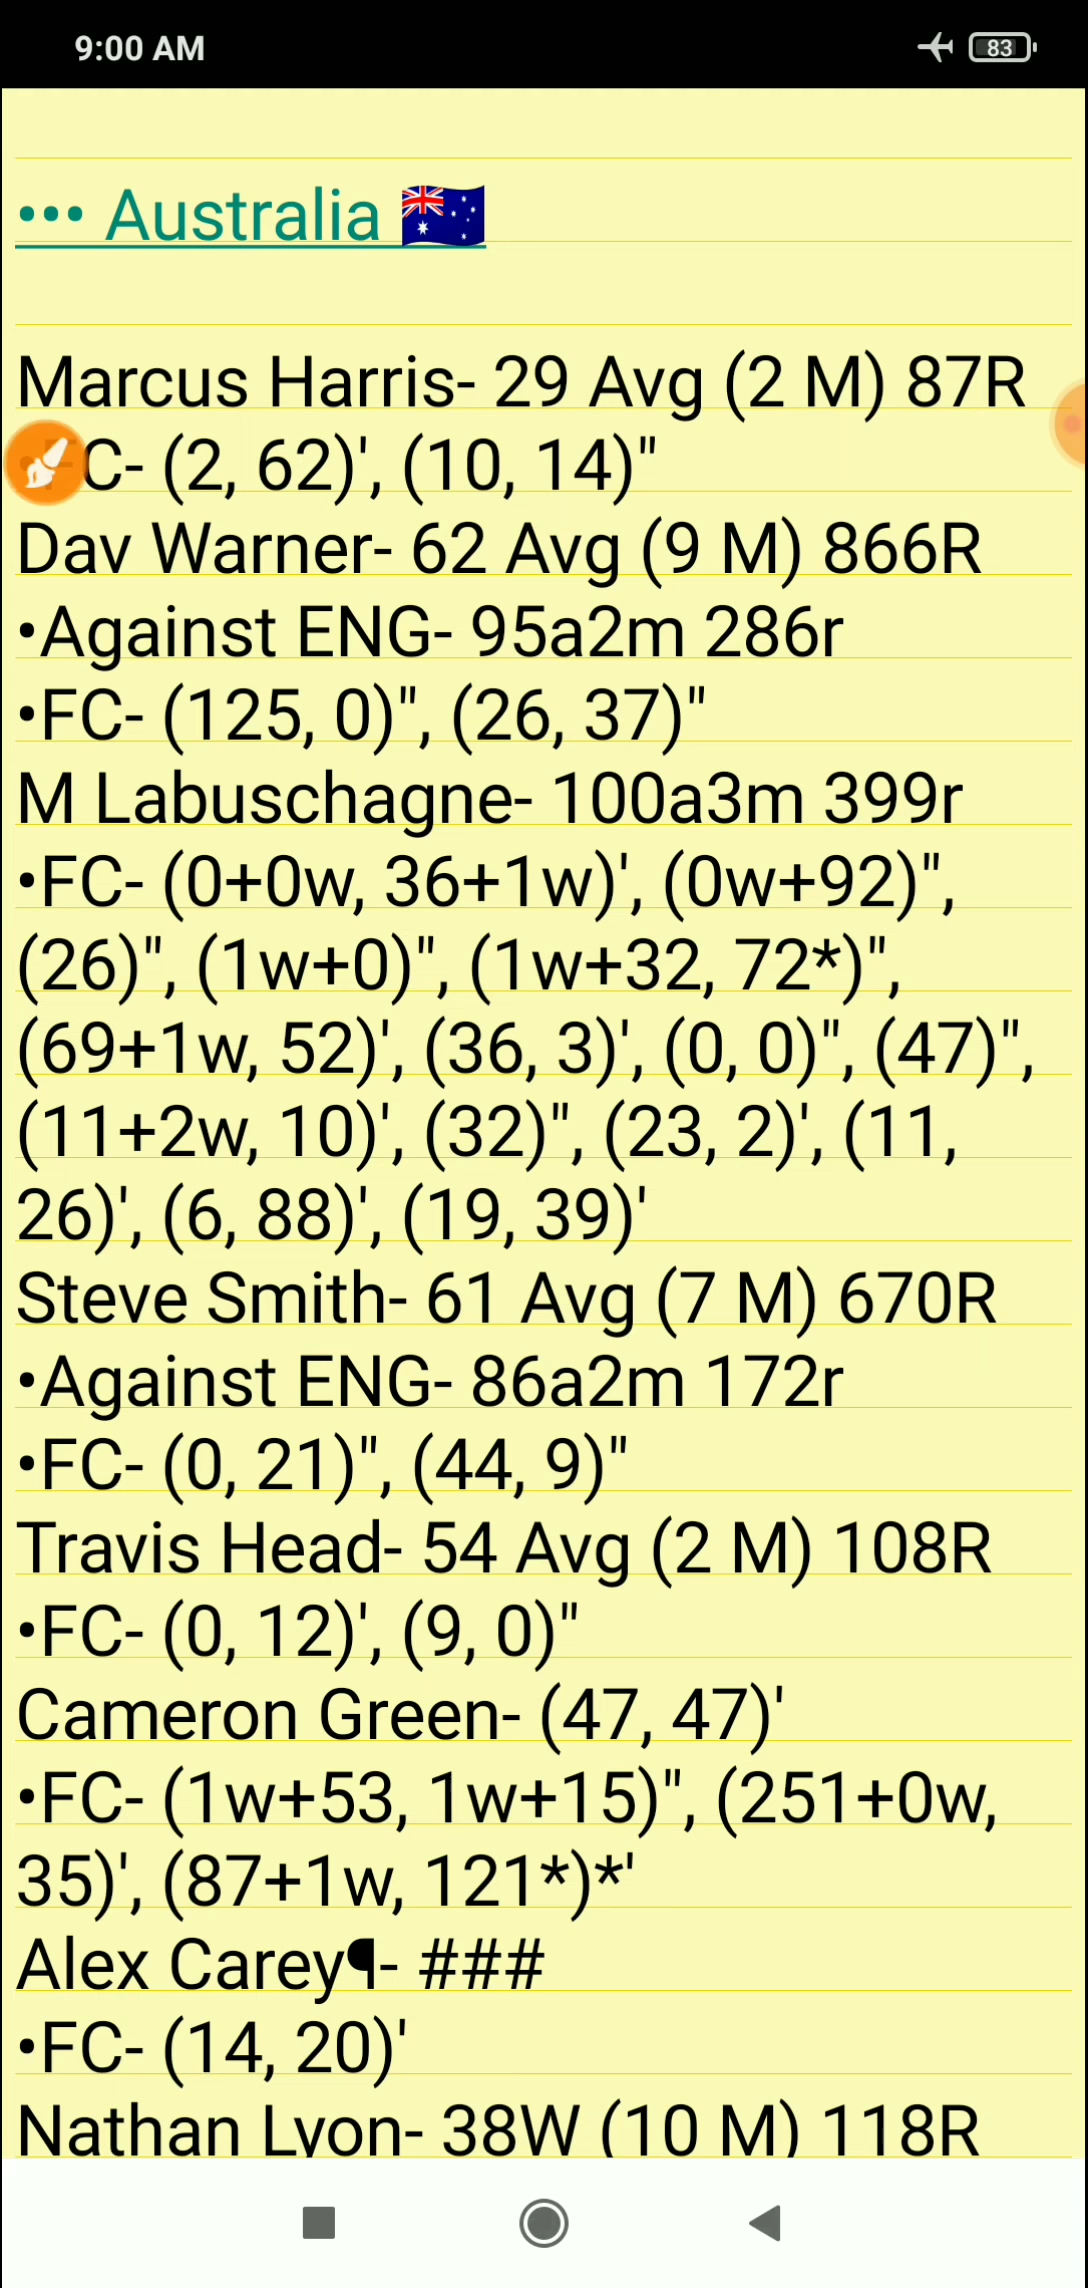 9:00 AM
83
••• Australia 🇦🇺
Marcus Harris- 29 Avg (2 M) 87R
•FC- (2, 62)', (10, 14)"
Dav Warner- 62 Avg (9 M) 866R
•Against ENG- 95a2m 286r
•FC- (125, 0)", (26, 37)"
M Labuschagne- 100a3m 399r
•FC- (0+0w, 36+1w)', (0w+92)",
(26)", (1w+0)", (1w+32, 72*)",
(69+1w, 52)', (36, 3)', (0, 0)", (47)",
(11+2w, 10)', (32)", (23, 2)', (11,
26)', (6, 88)', (19, 39)'
Steve Smith- 61 Avg (7 M) 670R
•Against ENG- 86a2m 172r
•FC- (0, 21)", (44, 9)"
Travis Head- 54 Avg (2 M) 108R
•FC- (0, 12)', (9, 0)"
Cameron Green- (47, 47)'
•FC- (1w+53, 1w+15)", (251+0w,
35)', (87+1w, 121*)*'
Alex Carey¶- ###
•FC- (14, 20)'
Nathan Lyon- 38W (10 M) 118R